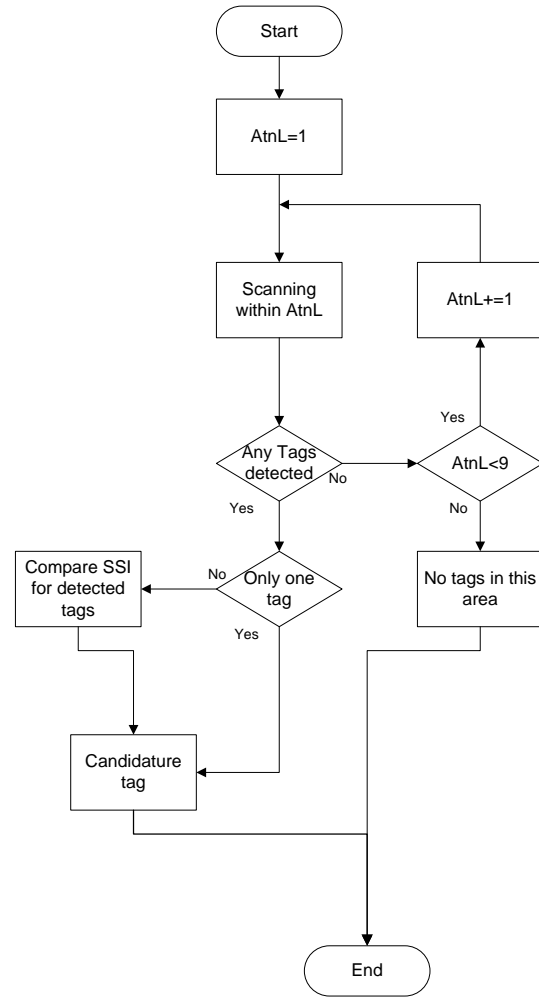 Start
AtnL=1
Scanning
within AtnL
AtnL+=1
Any Tags
detected
No
Yes
Yes
AtnL<9
No
Compare SSI
for detected
tags
No
Only one
tag
Yes
No tags in this
area
Candidature
tag
End